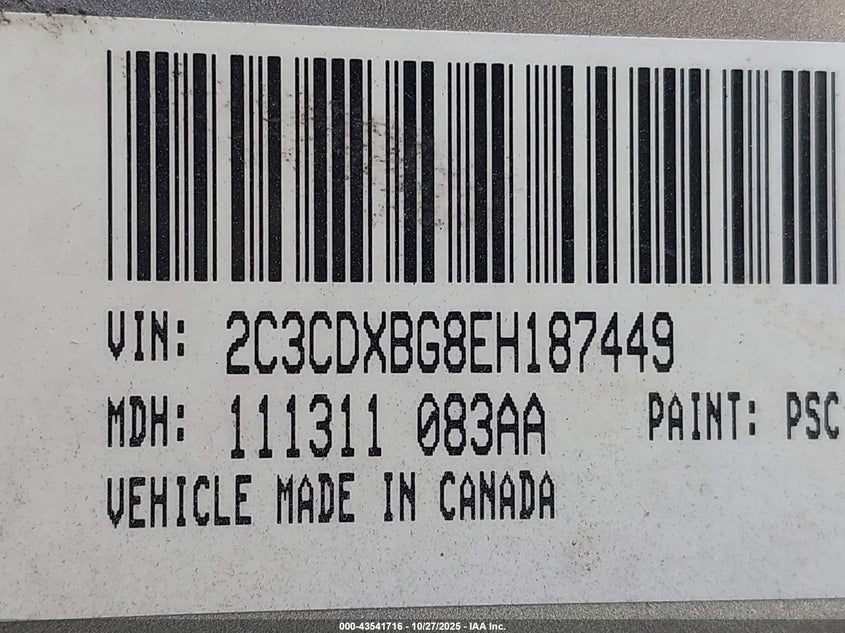 VIN: 2C3CDXBG8EH187449
MDH: 111311 083AA PAINT: PSC
VEHICLE MADE IN CANADA
000-43541716 - 10/27/2025 - IAA Inc.